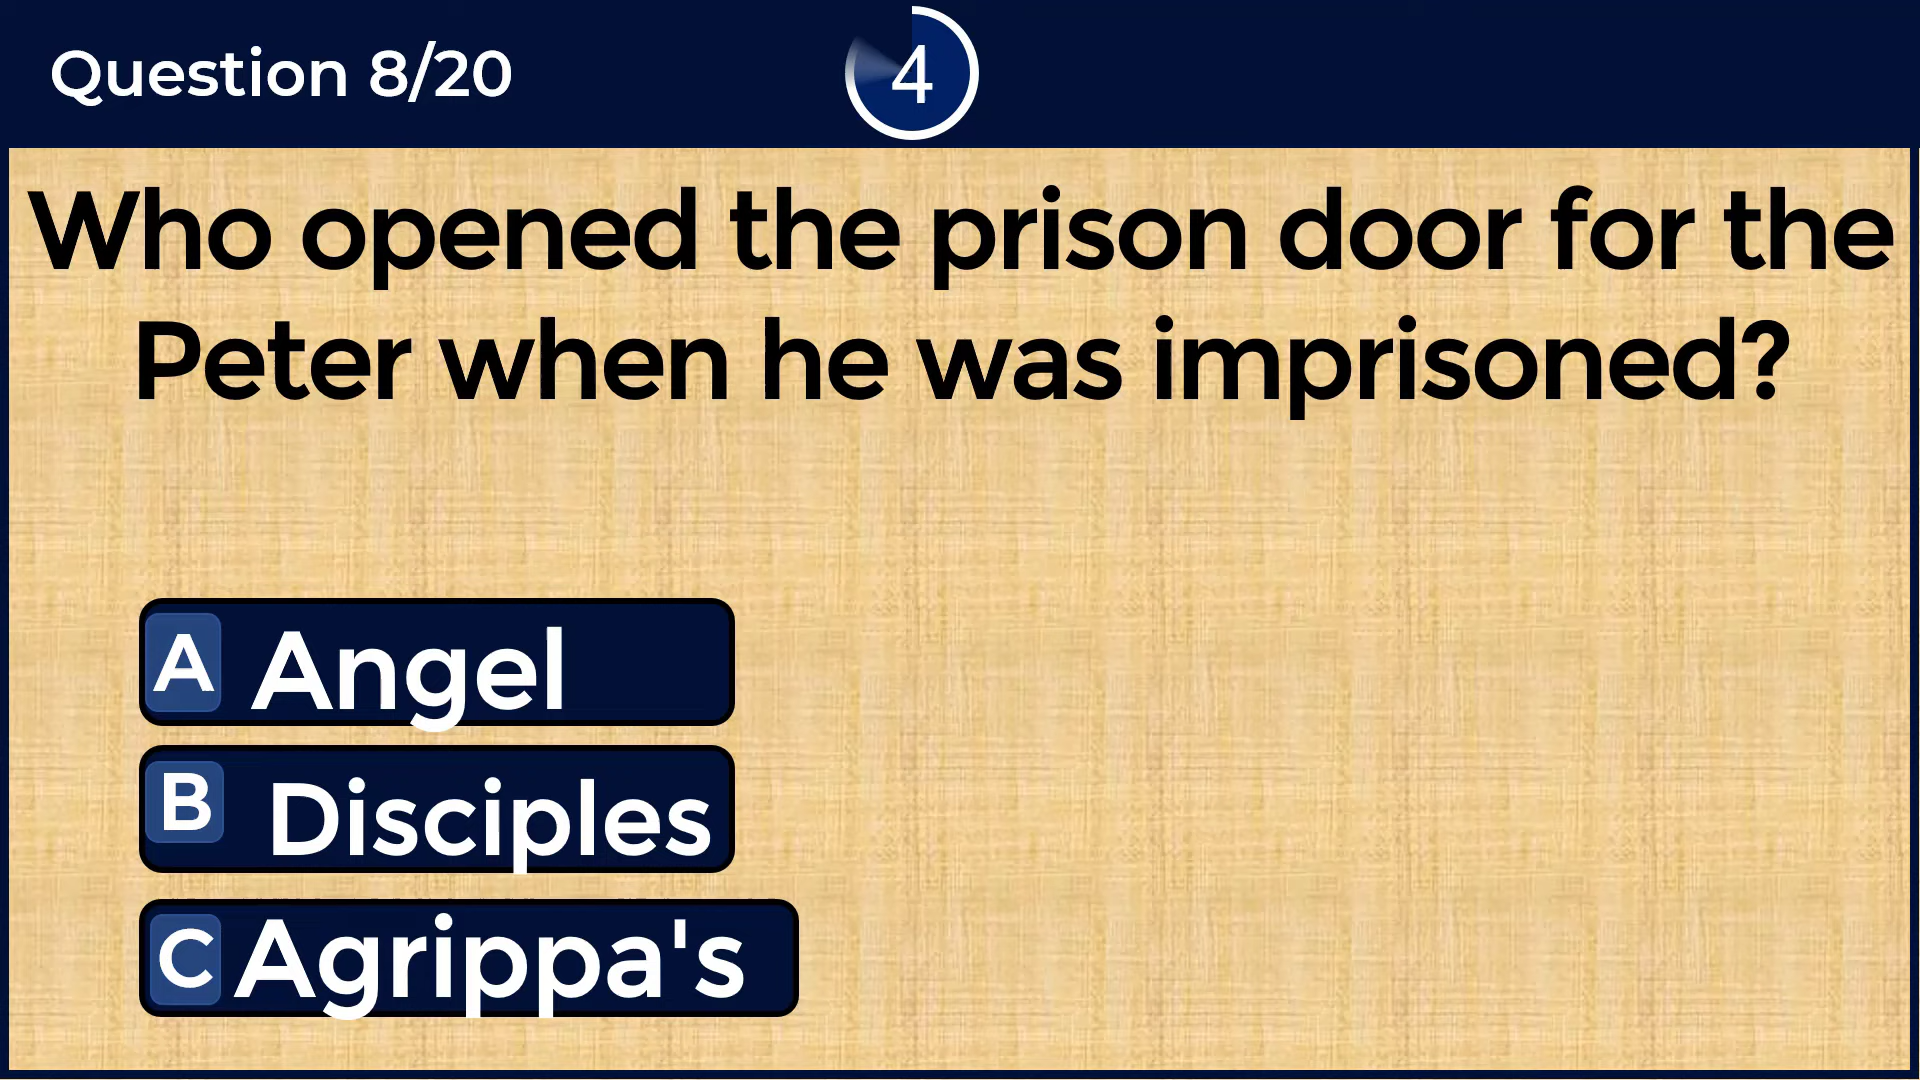 Question 8/20
4
Who opened the prison door for the
Peter when he was imprisoned?
A Angel
B Disciples
C Agrippa's